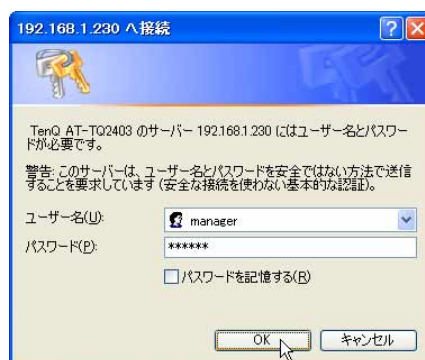 192.168.1.230 へ接続
TenQ AT-TQ2403 のサーバー 192.168.1.230 にはユーザー名とパスワー
ドが必要です。
警告: このサーバーは、ユーザー名とパスワードを安全ではない方法で送信
することを要求しています (安全な接続を使わない基本的な認証)。
ユーザー名(U):
manager
パスワード(P):
******
パスワードを記憶する(R)
OK
キャンセル